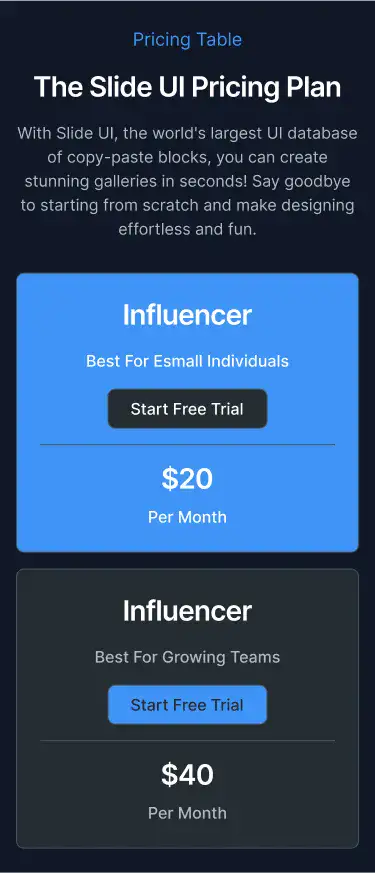 Pricing Table
The Slide UI Pricing Plan
With Slide UI, the world's largest UI database
of copy-paste blocks, you can create
stunning galleries in seconds! Say goodbye
to starting from scratch and make designing
effortless and fun.
Influencer
Best For Esmall Individuals
Start Free Trial
$20
Per Month
Influencer
Best For Growing Teams
Start Free Trial
$40
Per Month